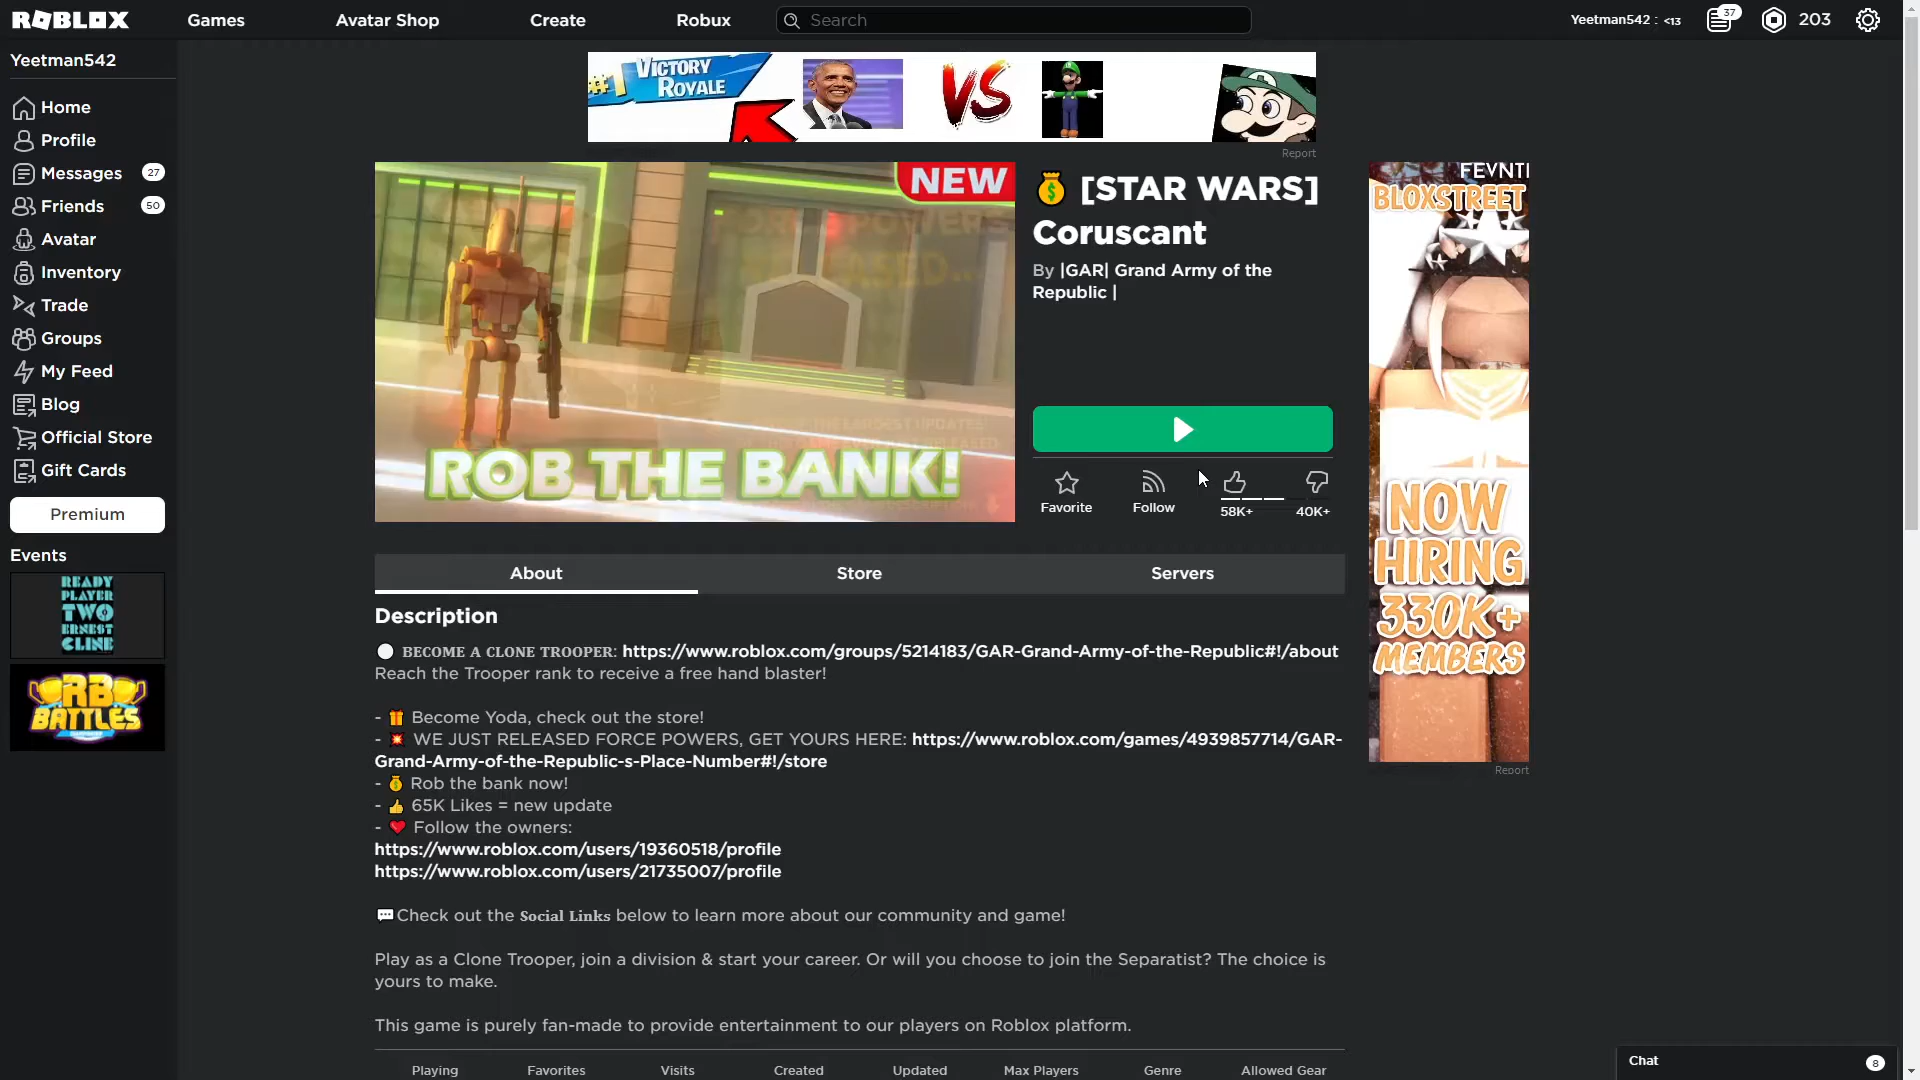 ROBLOX
Games
Avatar Shop
Create
Robux
Search
Yeetman542 : <13
37
203
Yeetman542
Home
Profile
Messages
27
Friends
50
Avatar
Inventory
Trade
Groups
My Feed
Blog
Official Store
Gift Cards
Premium
Events
READY
PLAYER
TWO
ERNEST
CLINE
RB
BATTLES
#1 VICTORY
ROYALE
VS
Report
NEW
ROB THE BANK!
[STAR WARS]
Coruscant
By |GAR| Grand Army of the
Republic |
Favorite
Follow
58K+
40K+
About
Store
Servers
Description
BECOME A CLONE TROOPER: https://www.roblox.com/groups/5214183/GAR-Grand-Army-of-the-Republic#!/about
Reach the Trooper rank to receive a free hand blaster!
- 🎁 Become Yoda, check out the store!
- 💥 WE JUST RELEASED FORCE POWERS, GET YOURS HERE: https://www.roblox.com/games/4939857714/GAR-
Grand-Army-of-the-Republic-s-Place-Number#!/store
- 💰 Rob the bank now!
- 👍 65K Likes = new update
- ❤️ Follow the owners:
https://www.roblox.com/users/19360518/profile
https://www.roblox.com/users/21735007/profile
💬Check out the Social Links below to learn more about our community and game!
Play as a Clone Trooper, join a division & start your career. Or will you choose to join the Separatist? The choice is
yours to make.
This game is purely fan-made to provide entertainment to our players on Roblox platform.
Playing
Favorites
Visits
Created
Updated
Max Players
Genre
Allowed Gear
BLOXSTREET
NOW
HIRING
330K+
MEMBERS
Report
Chat
8